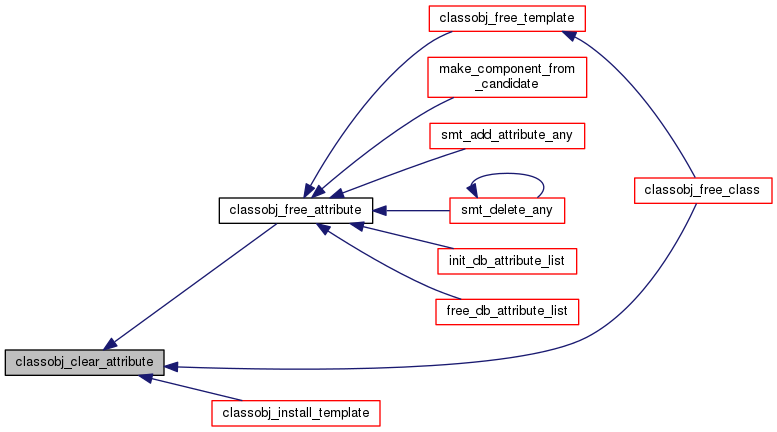 classobj_free_template
make_component_from
_candidate
smt_add_attribute_any
classobj_free_class
classobj_free_attribute
smt_delete_any
init_db_attribute_list
free_db_attribute_list
classobj_clear_attribute
classobj_install_template